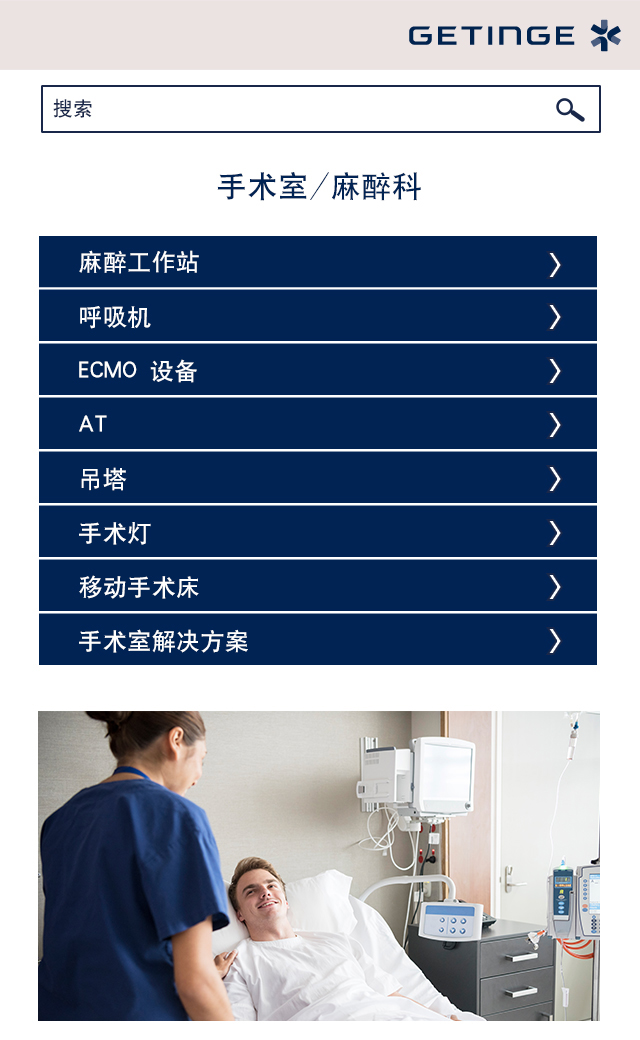 GETINGE
搜索
手术室/麻醉科
麻醉工作站
呼吸机
ECMO 设备
AT
吊塔
手术灯
移动手术床
手术室解决方案